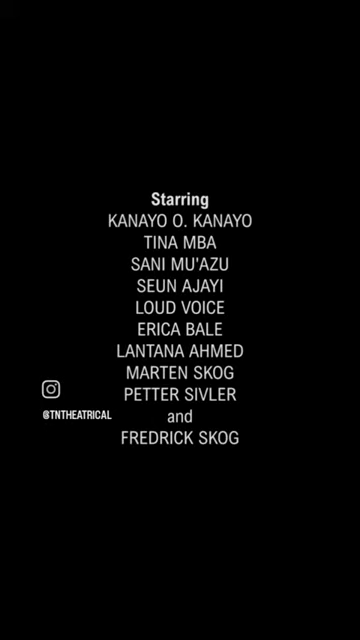 Starring
KANAYO O. KANAYO
TINA MBA
SANI MU'AZU
SEUN AJAYI
LOUD VOICE
ERICA BALE
LANTANA AHMED
MARTEN SKOG
PETTER SIVLER
and
FREDRICK SKOG
@TNTHEATRICAL